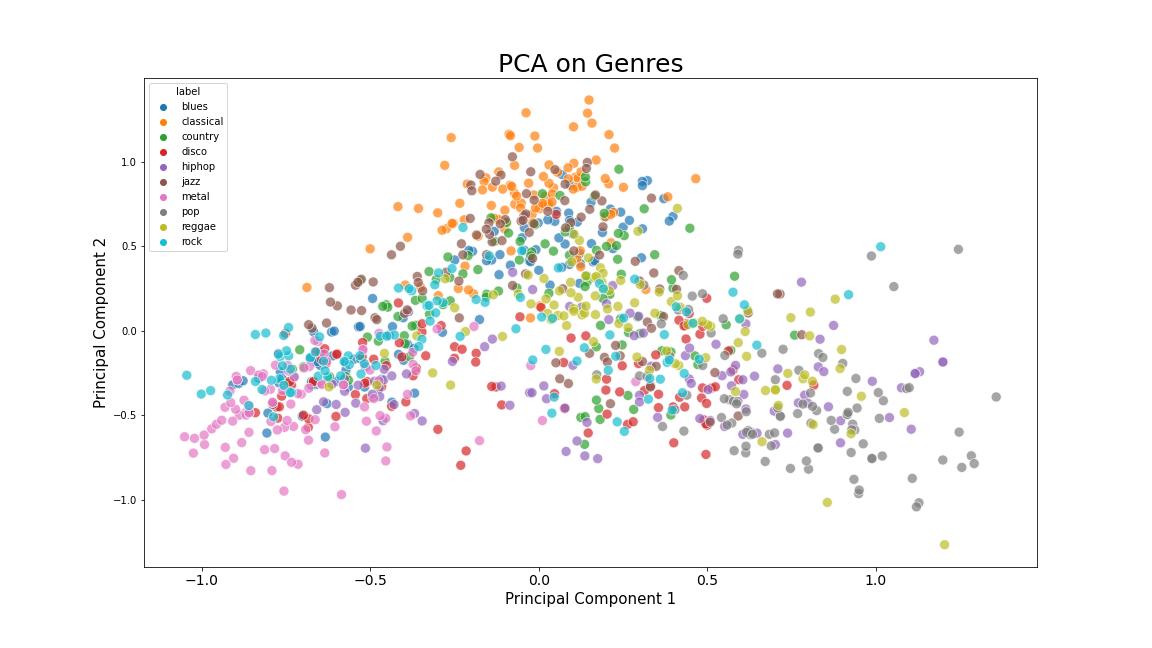 PCA on Genres
label
blues
classical
country
disco
hiphop
jazz
metal
pop
reggae
rock
1.0
0.5
0.0
−0.5
−1.0
Principal Component 2
−1.0 −0.5 0.0 0.5 1.0
Principal Component 1